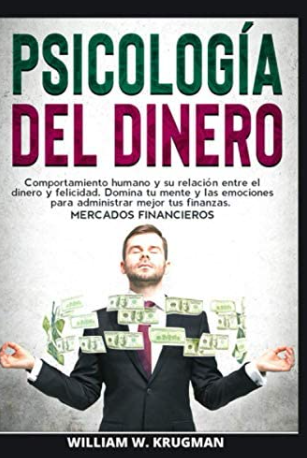 PSICOLOGÍA
DEL DINERO
Comportamiento humano y su relación entre el
dinero y felicidad. Domina tu mente y las emociones
para administrar mejor tus finanzas.
MERCADOS FINANCIEROS
WILLIAM W. KRUGMAN